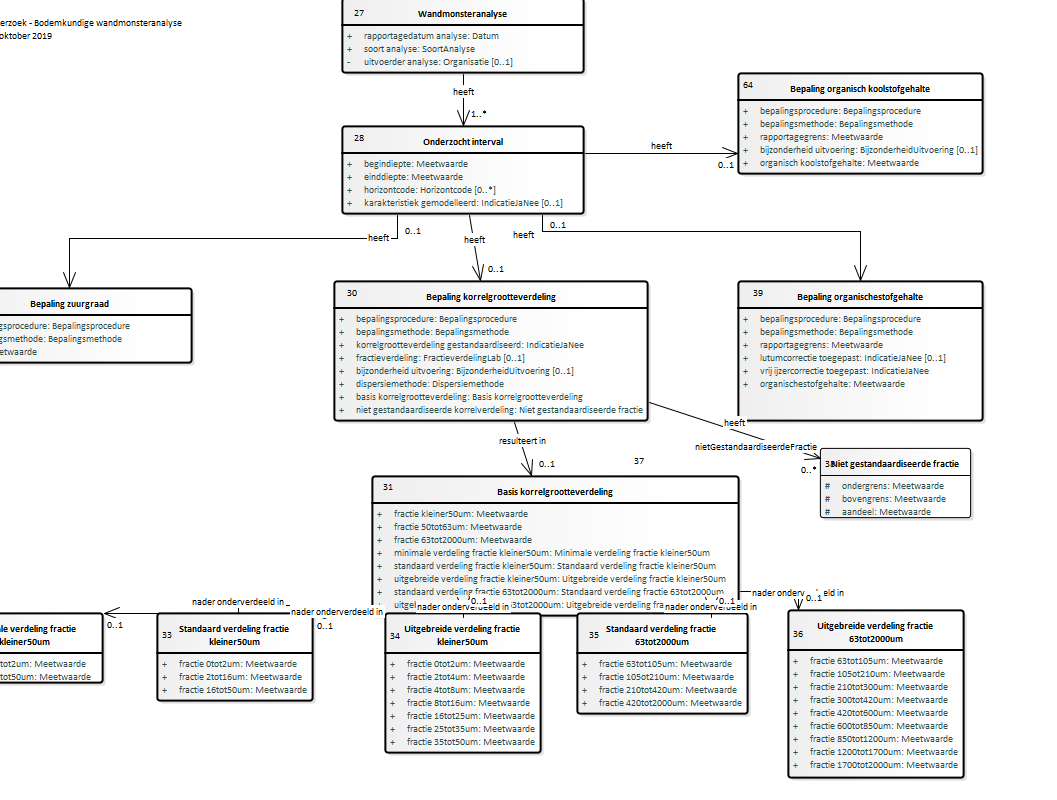 erzoek - Bodemkundige wandmonsteranalyse
oktober 2019
27
Wandmonsteranalyse
+ rapportagedatum analyse: Datum
+ soort analyse: SoortAnalyse
- uitvoerder analyse: Organisatie [0..1]
heeft
1..*
64
Bepaling organisch koolstofgehalte
+ bepalingsprocedure: Bepalingsprocedure
+ bepalingsmethode: Bepalingsmethode
+ rapportagegrens: Meetwaarde
+ bijzonderheid uitvoering: BijzonderheidUitvoering [0..1]
+ organisch koolstofgehalte: Meetwaarde
28
Onderzocht interval
+ begindiepte: Meetwaarde
+ einddiepte: Meetwaarde
+ horizontcode: Horizontcode [0..*]
+ karakteristiek gemodelleerd: IndicatieJaNee [0..1]
heeft
0..1
heeft
0..1
heeft
0..1
heeft
0..1
Bepaling zuurgraad
gsprocedure: Bepalingsprocedure
gsmethode: Bepalingsmethode
etwaarde
30
Bepaling korrelgrootteverdeling
+ bepalingsprocedure: Bepalingsprocedure
+ bepalingsmethode: Bepalingsmethode
+ korrelgrootteverdeling gestandaardiseerd: IndicatieJaNee
+ fractieverdeling: FractieverdelingLab [0..1]
+ bijzonderheid uitvoering: BijzonderheidUitvoering [0..1]
+ dispersiemethode: Dispersiemethode
+ basis korrelgrootteverdeling: Basis korrelgrootteverdeling
+ niet gestandaardiseerde korrelverdeling: Niet gestandaardiseerde fractie
39
Bepaling organischestofgehalte
+ bepalingsprocedure: Bepalingsprocedure
+ bepalingsmethode: Bepalingsmethode
+ rapportagegrens: Meetwaarde
+ lutumcorrectie toegepast: IndicatieJaNee [0..1]
+ vrij ijzercorrectie toegepast: IndicatieJaNee
+ organischestofgehalte: Meetwaarde
heeft
nietGestandaardiseerdeFractie
0..*
resulteert in
0..1
37
Niet gestandaardiseerde fractie
# ondergrens: Meetwaarde
# bovengrens: Meetwaarde
# aandeel: Meetwaarde
31
Basis korrelgrootteverdeling
+ fractie kleiner50um: Meetwaarde
+ fractie 50tot63um: Meetwaarde
+ fractie 63tot2000um: Meetwaarde
+ minimale verdeling fractie kleiner50um: Minimale verdeling fractie kleiner50um
+ standaard verdeling fractie kleiner50um: Standaard verdeling fractie kleiner50um
+ uitgebreide verdeling fractie kleiner50um: Uitgebreide verdeling fractie kleiner50um
+ standaard verdeling fractie 63tot2000um: Standaard verdeling fractie 63tot2000um
+ uitgel 3tot2000um: Uitgebreide verdeling fra
nader onderverdeeld in
0..1
nader onderverdeeld in
0..1
nader onderverdeeld in
0..1
nader onderverdeeld in
0..1
nader onderv eld in
0..1
ale verdeling fractie
kleiner50um
tot2um: Meetwaarde
tot50um: Meetwaarde
33
Standaard verdeling fractie
kleiner50um
+ fractie 0tot2um: Meetwaarde
+ fractie 2tot16um: Meetwaarde
+ fractie 16tot50um: Meetwaarde
34
Uitgebreide verdeling fractie
kleiner50um
+ fractie 0tot2um: Meetwaarde
+ fractie 2tot4um: Meetwaarde
+ fractie 4tot8um: Meetwaarde
+ fractie 8tot16um: Meetwaarde
+ fractie 16tot25um: Meetwaarde
+ fractie 25tot35um: Meetwaarde
+ fractie 35tot50um: Meetwaarde
35
Standaard verdeling fractie
63tot2000um
+ fractie 63tot105um: Meetwaarde
+ fractie 105tot210um: Meetwaarde
+ fractie 210tot420um: Meetwaarde
+ fractie 420tot2000um: Meetwaarde
36
Uitgebreide verdeling fractie
63tot2000um
+ fractie 63tot105um: Meetwaarde
+ fractie 105tot210um: Meetwaarde
+ fractie 210tot300um: Meetwaarde
+ fractie 300tot420um: Meetwaarde
+ fractie 420tot600um: Meetwaarde
+ fractie 600tot850um: Meetwaarde
+ fractie 850tot1200um: Meetwaarde
+ fractie 1200tot1700um: Meetwaarde
+ fractie 1700tot2000um: Meetwaarde